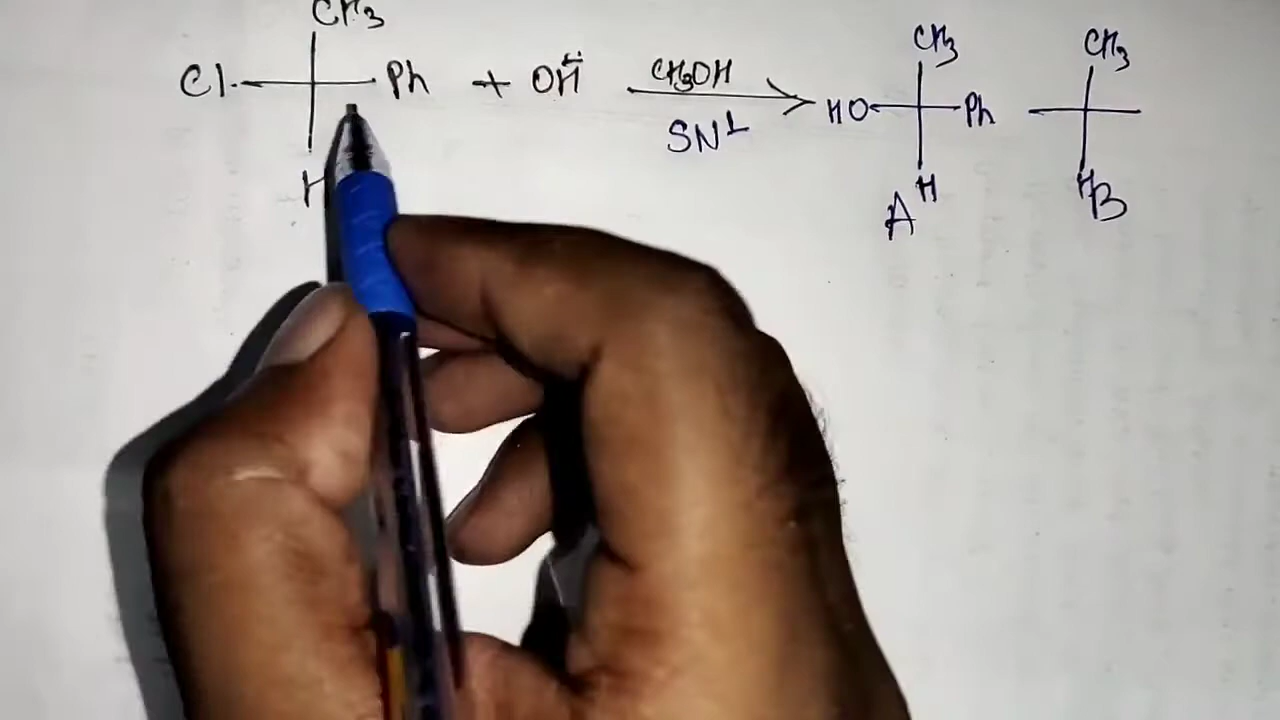 CH3 CH3 CH3
Cl Ph + OH̄ CH3OH HO Ph
SN1
H H H
A B